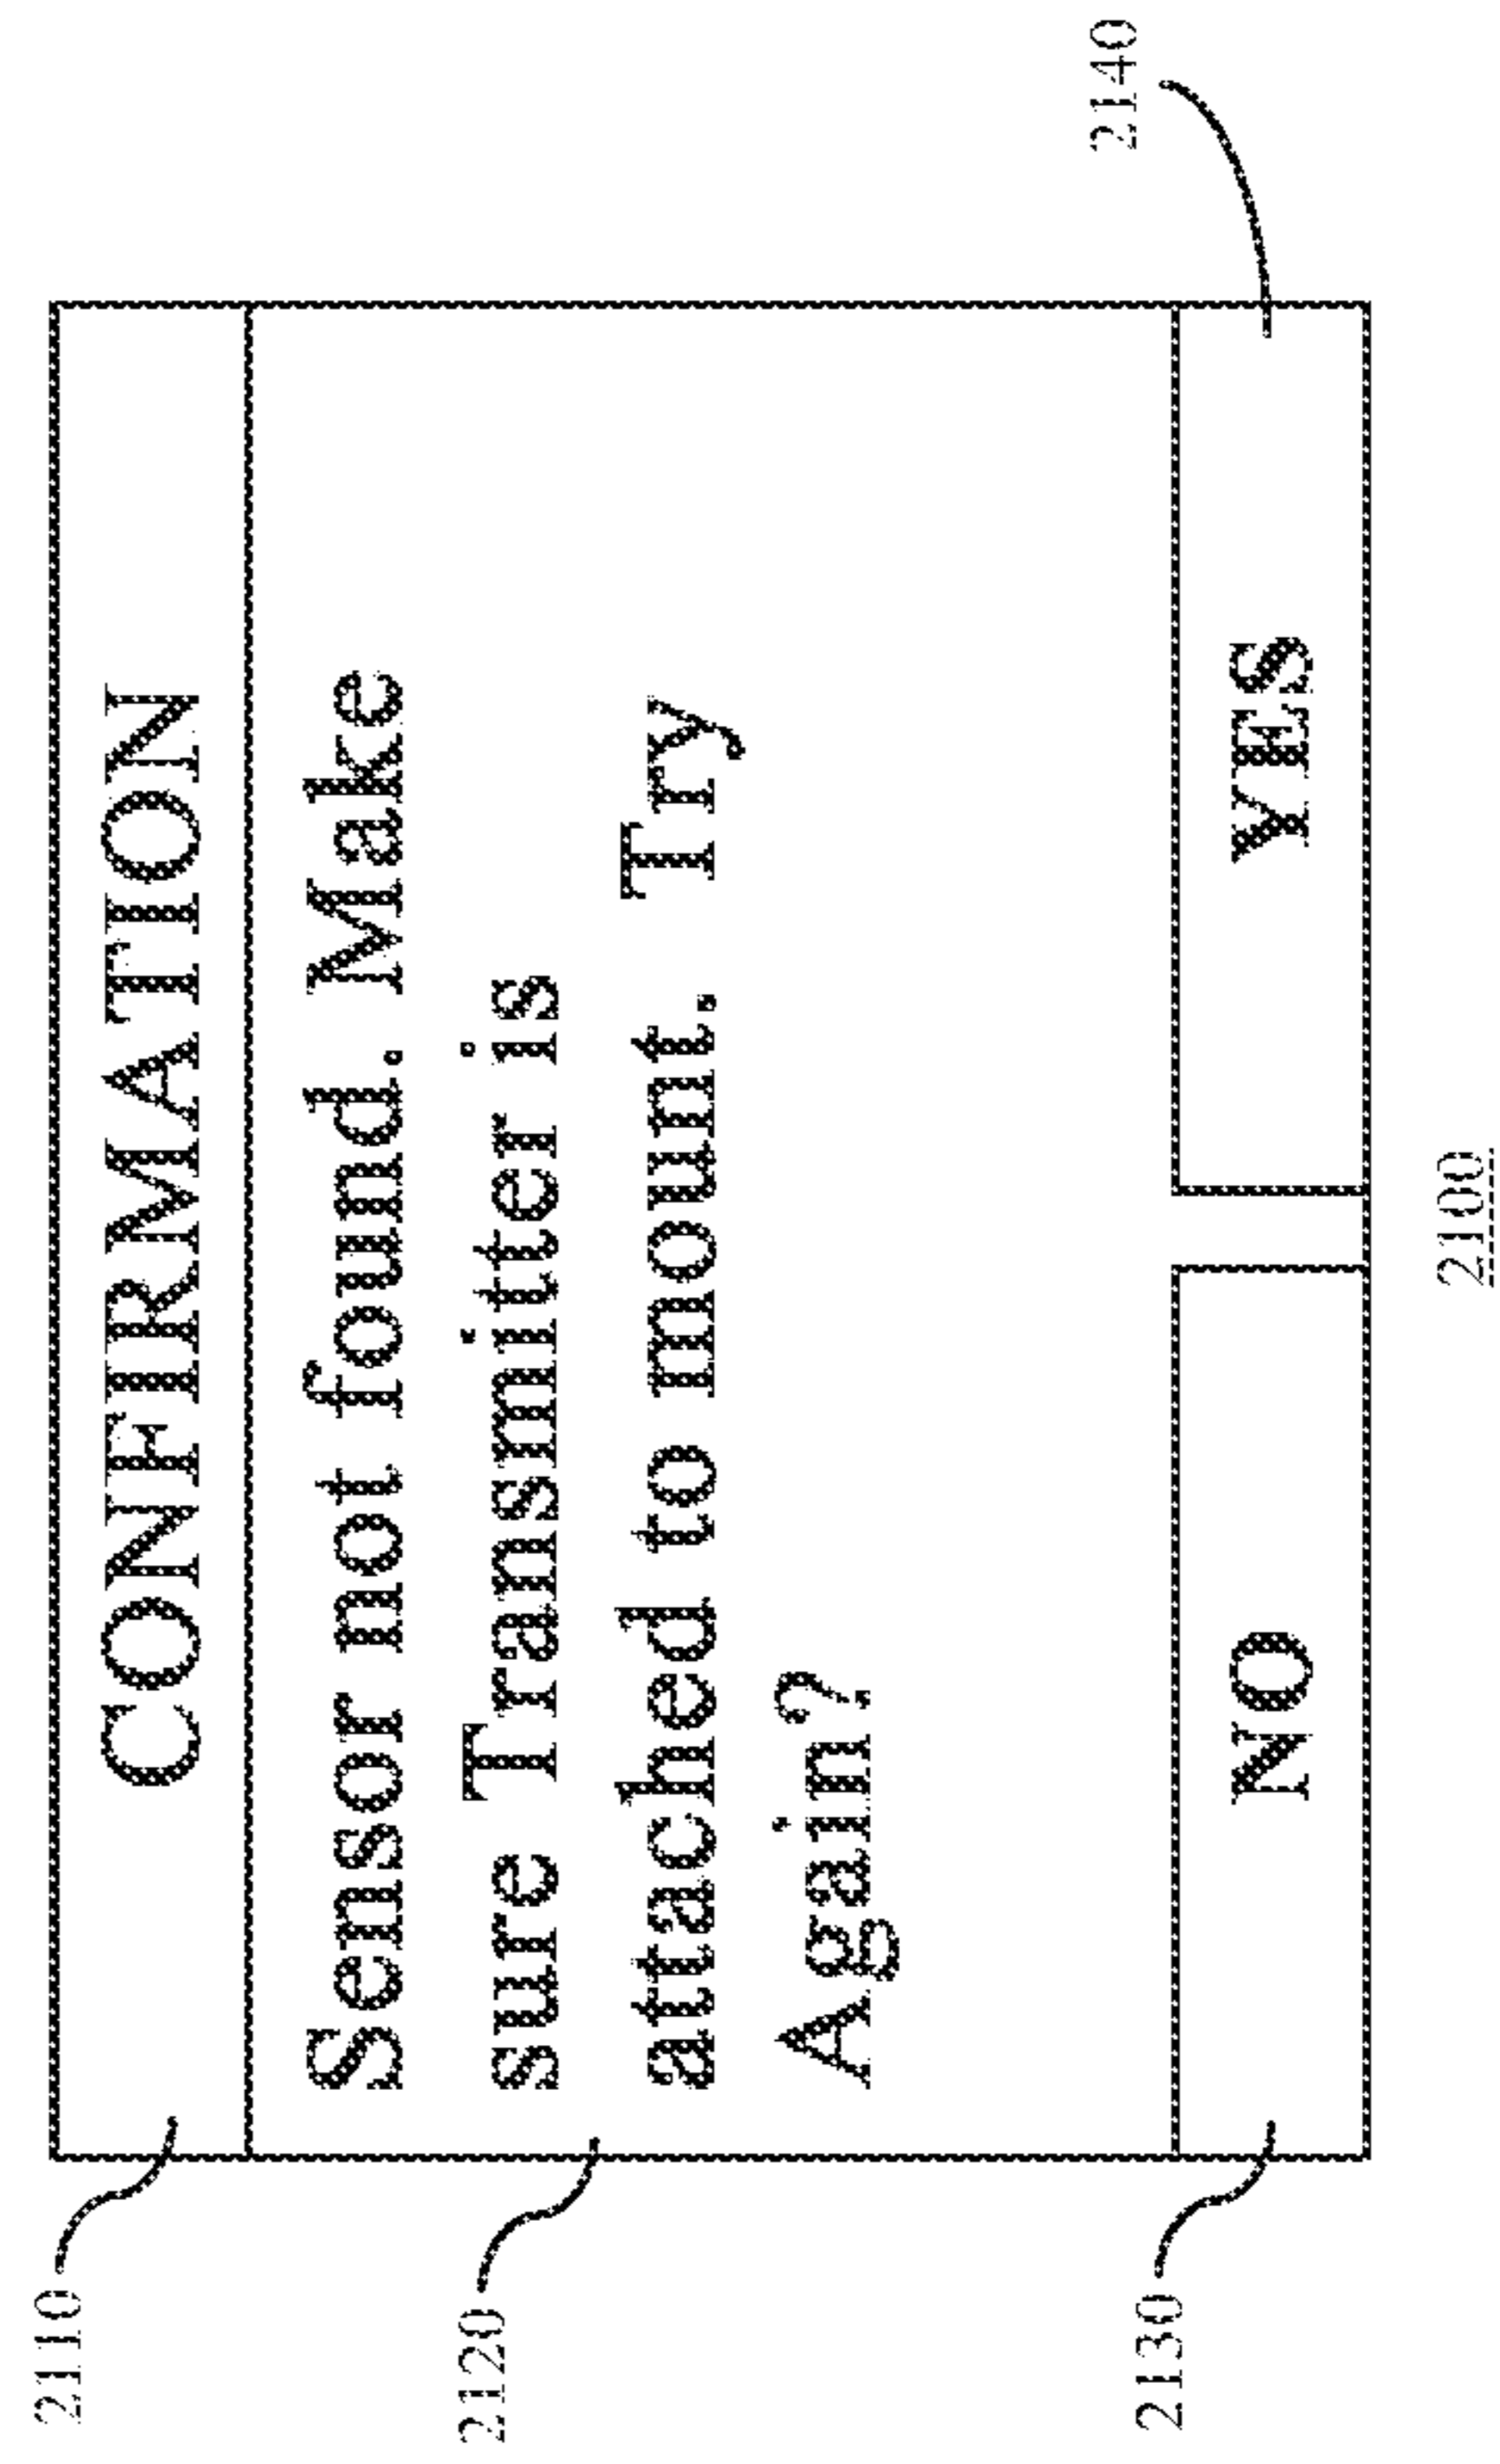 2110
CONFIRMATION
2120
Sensor not found. Make
sure Transmitter is
attached to mount. Try
Again?
2130
NO
YES
2140
2100